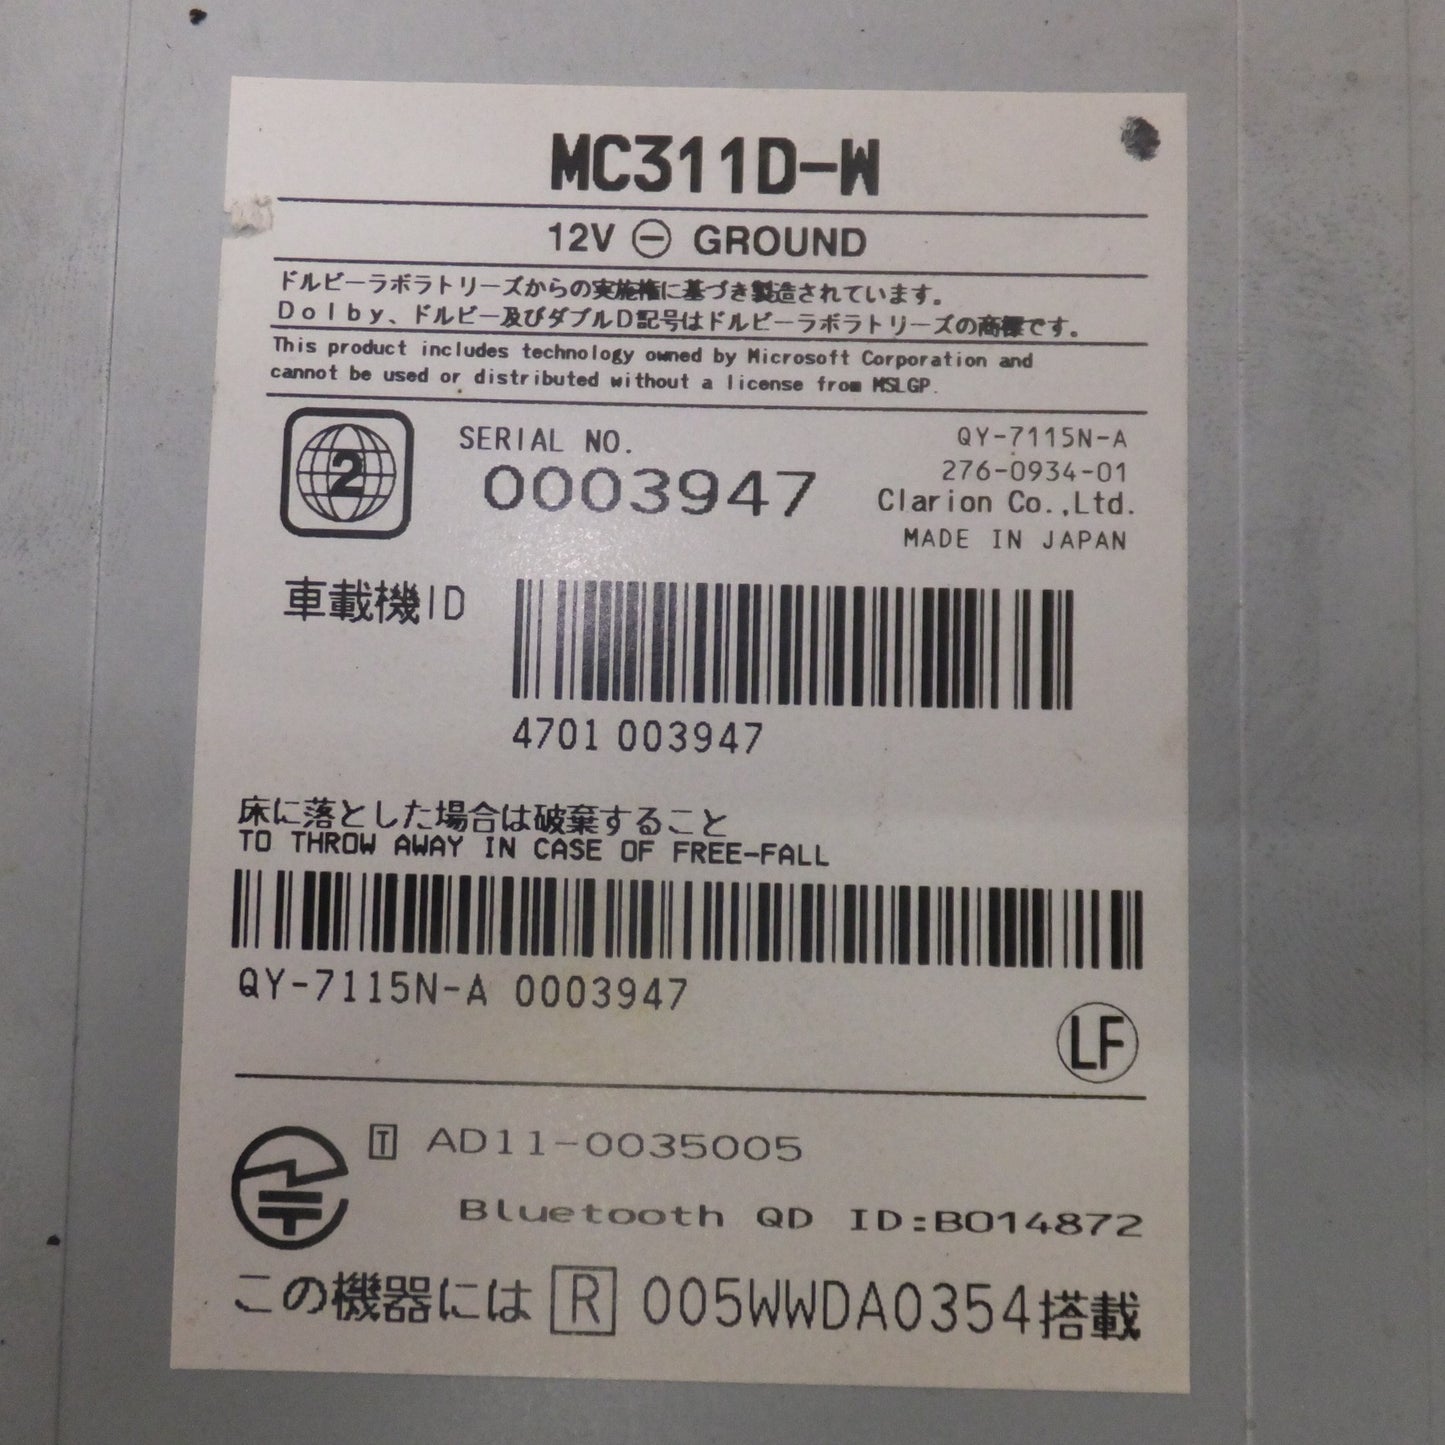 MC311D-W
12V ⊖ GROUND
ドルビーラボラトリーズからの実施権に基づき製造されています。
Dolby、ドルビー及びダブルD記号はドルビーラボラトリーズの商標です。
This product includes technology owned by Microsoft Corporation and
cannot be used or distributed without a license from MSLGP.
2
SERIAL NO.
0003947
QY-7115N-A
276-0934-01
Clarion Co.,Ltd.
MADE IN JAPAN
車載機ID
4701 003947
床に落とした場合は破棄すること
TO THROW AWAY IN CASE OF FREE-FALL
QY-7115N-A 0003947
LF
T AD11-0035005
Bluetooth QD ID:B014872
この機器には R 005WWDA0354搭載